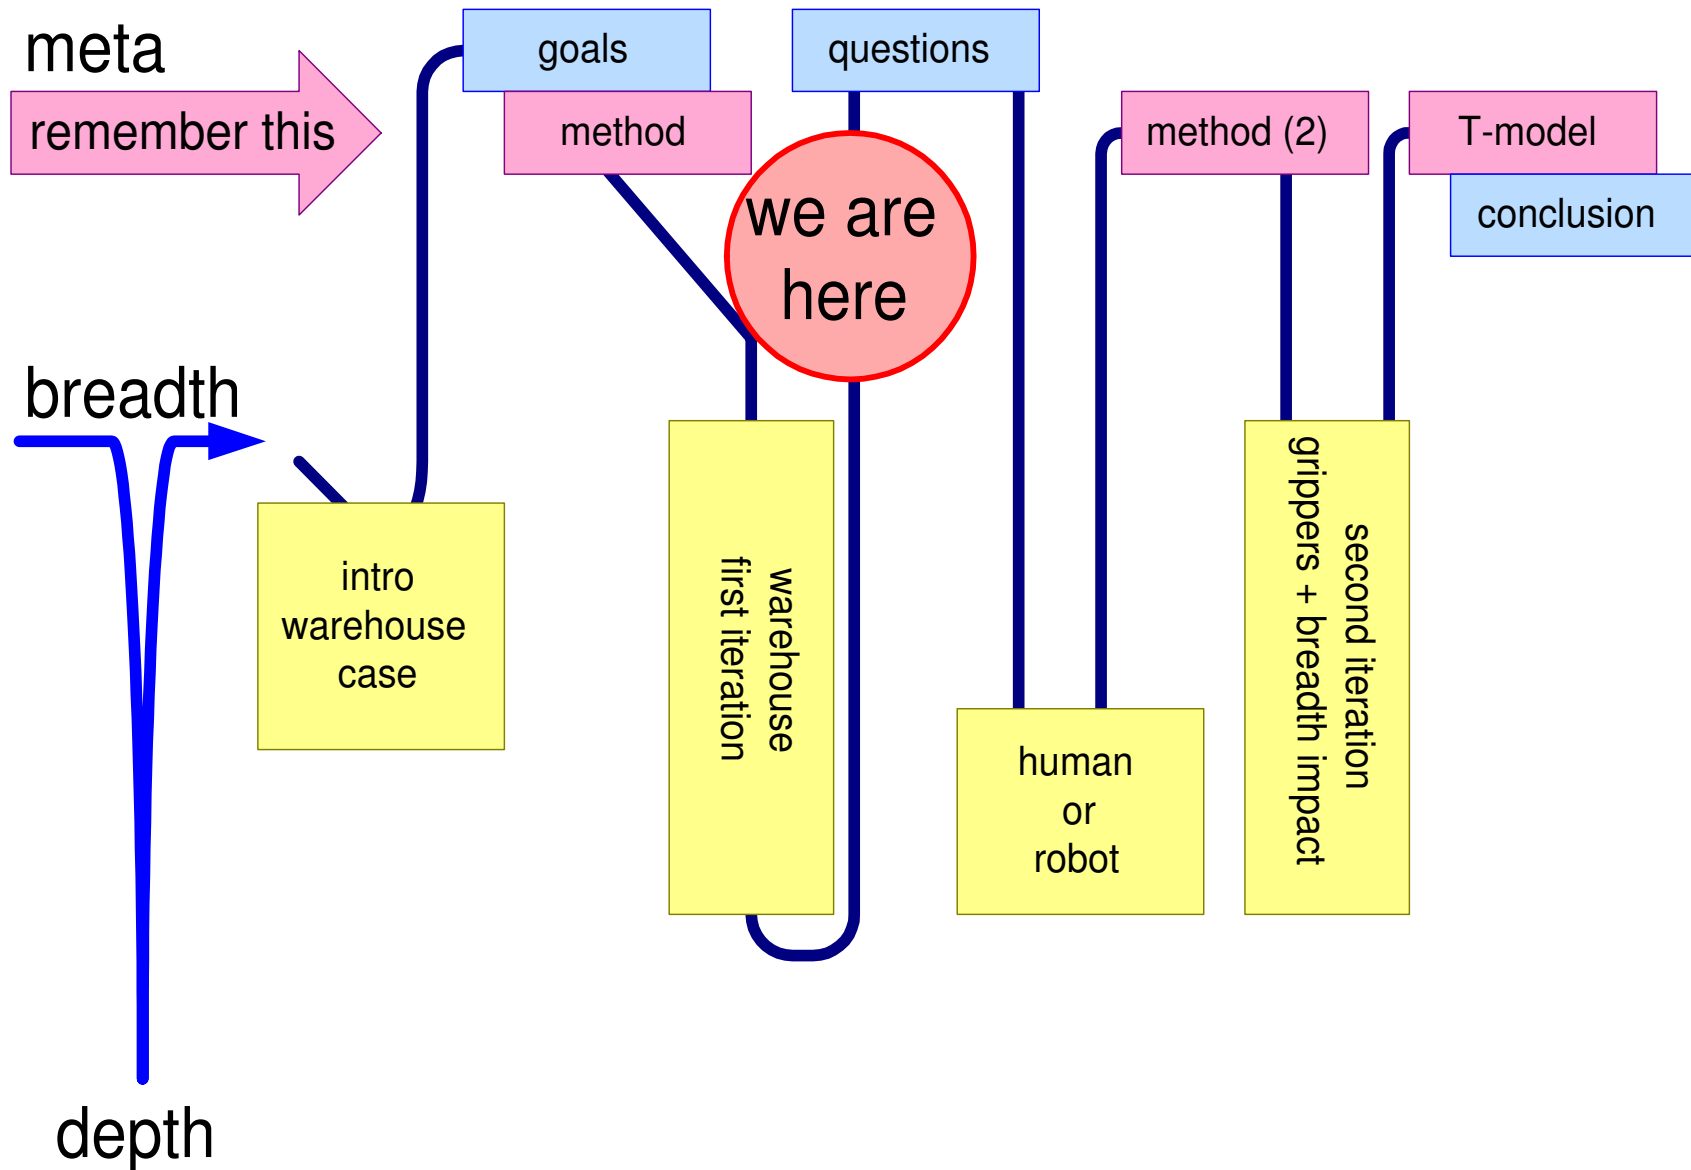 meta
remember this
goals
method
questions
we are
here
method (2)
T-model
conclusion
breadth
depth
intro
warehouse
case
warehouse
first iteration
human
or
robot
second iteration
grippers + breadth impact